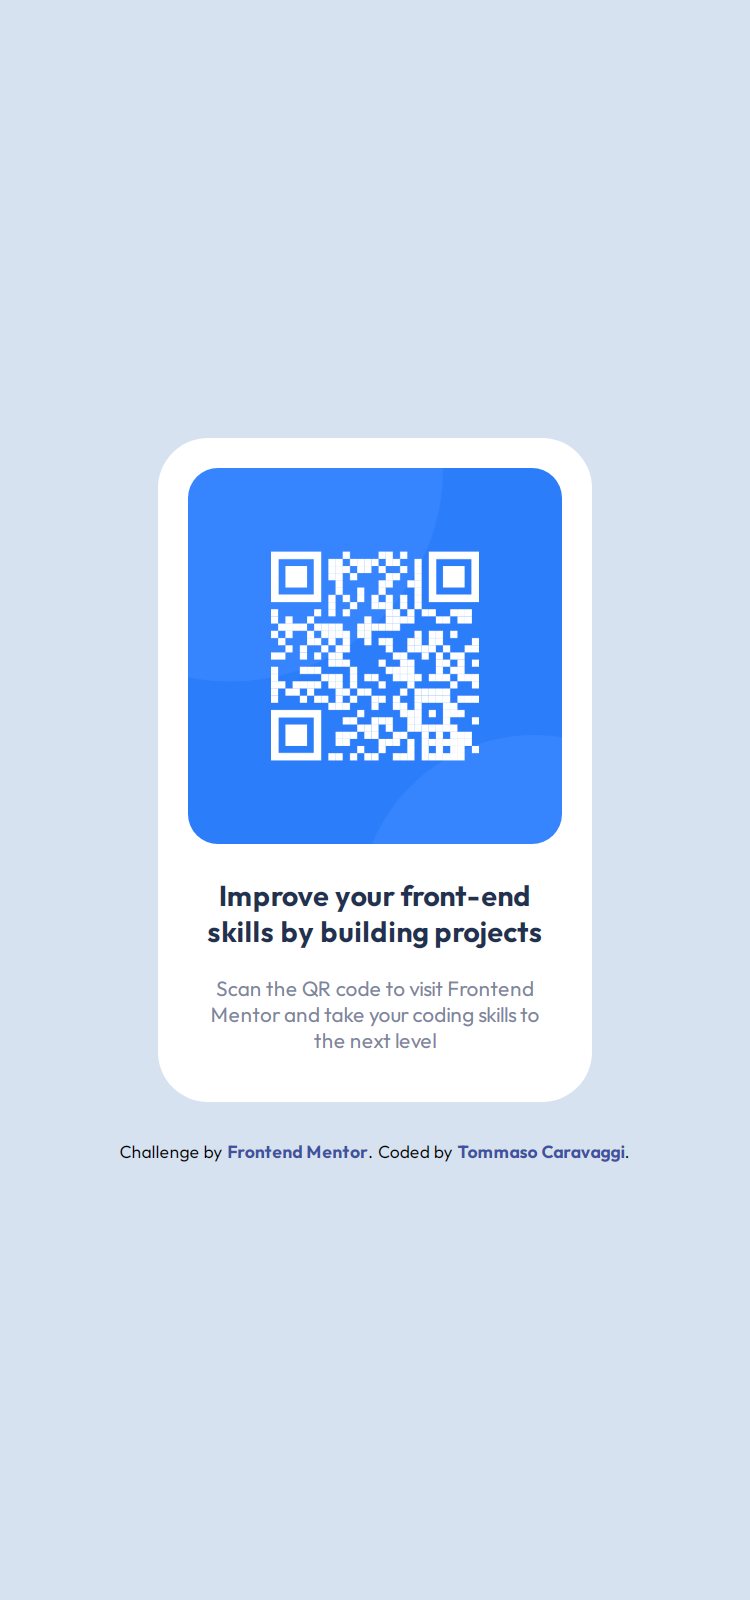 Improve your front-end
skills by building projects
Scan the QR code to visit Frontend
Mentor and take your coding skills to
the next level
Challenge by Frontend Mentor. Coded by Tommaso Caravaggi.